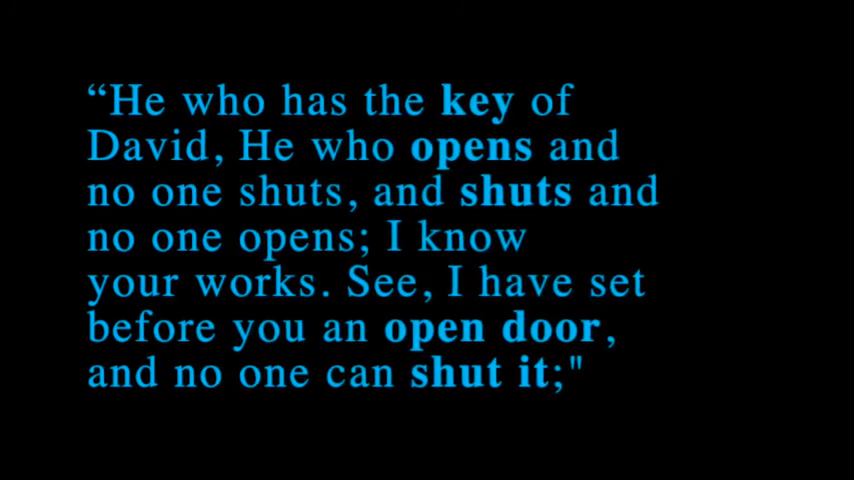 “He who has the key of
David, He who opens and
no one shuts, and shuts and
no one opens; I know
your works. See, I have set
before you an open door,
and no one can shut it;"